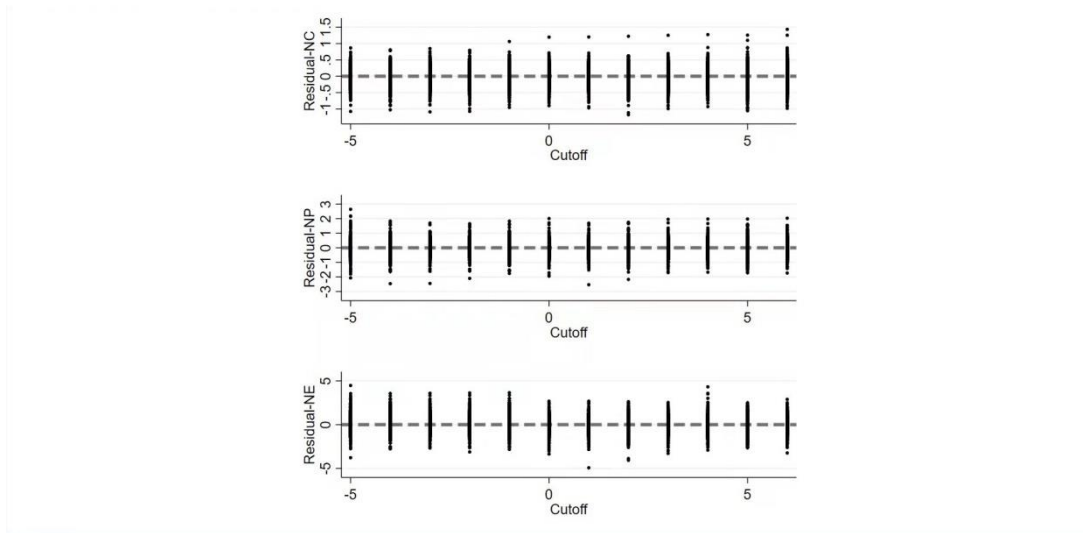 Residual-NC
-1 -.5 0 .5 1 1.5
-5 0 5
Cutoff
Residual-NP
-3 -2 -1 0 1 2 3
-5 0 5
Cutoff
Residual-NE
-5 0 5
-5 0 5
Cutoff